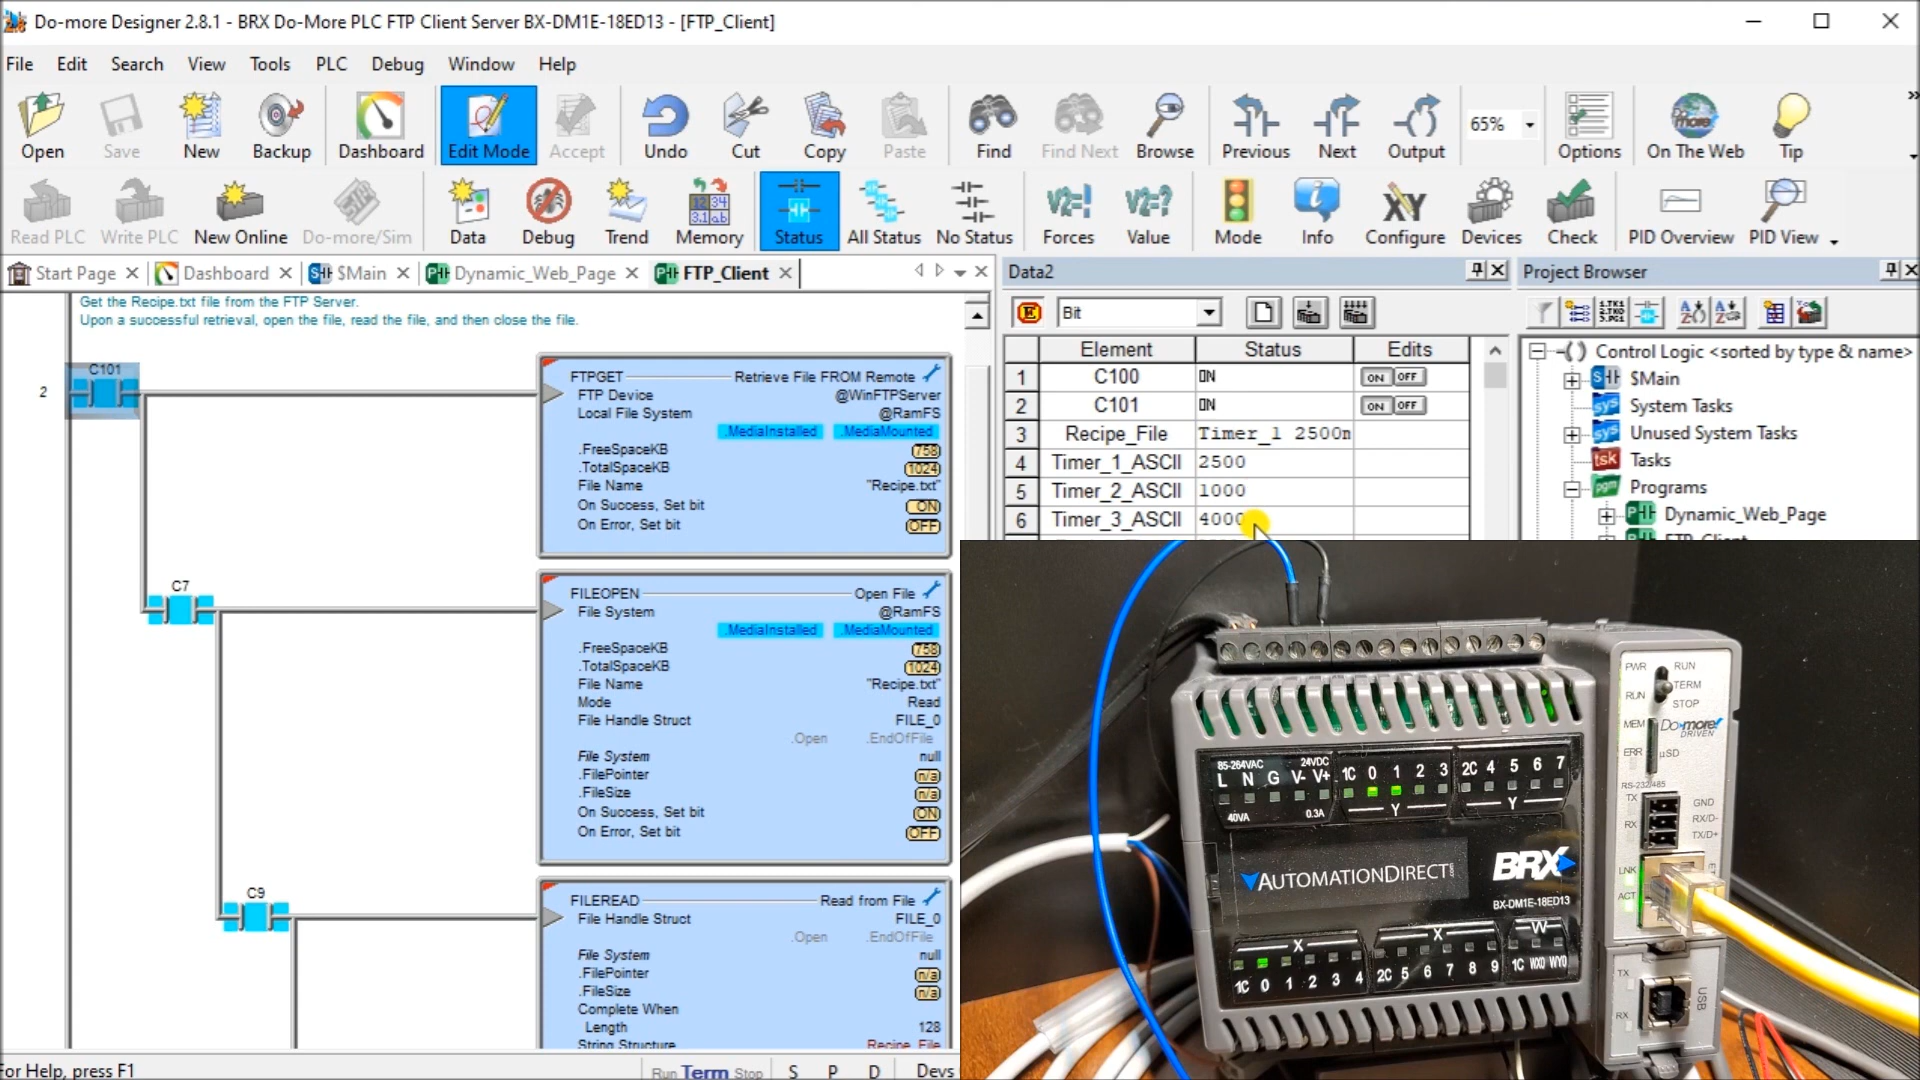 Do-more Designer 2.8.1 - BRX Do-More PLC FTP Client Server BX-DM1E-18ED13 - [FTP_Client]
File Edit Search View Tools PLC Debug Window Help
Open Save New Backup Dashboard Edit Mode Accept Undo Cut Copy Paste Find Find Next Browse Previous Next Output 65% Options On The Web Tip
Read PLC Write PLC New Online Do-more/Sim Data Debug Trend Memory Status All Status No Status Forces Value Mode Info Configure Devices Check PID Overview PID View
Start Page Dashboard $Main Dynamic_Web_Page FTP_Client
Get the Recipe.txt file from the FTP Server.
Upon a successful retrieval, open the file, read the file, and then close the file.
2
C101
FTPGET Retrieve File FROM Remote
FTP Device @WinFTPServer
Local File System @RamFS
.MediaInstalled .MediaMounted
.FreeSpaceKB 758
.TotalSpaceKB 1024
File Name "Recipe.txt"
On Success, Set bit ON
On Error, Set bit OFF
C7
FILEOPEN Open File
File System @RamFS
.MediaInstalled .MediaMounted
.FreeSpaceKB 758
.TotalSpaceKB 1024
File Name "Recipe.txt"
Mode Read
File Handle Struct FILE_0
.Open .EndOfFile
File System null
.FilePointer n/a
.FileSize n/a
On Success, Set bit ON
On Error, Set bit OFF
C9
FILEREAD Read from File
File Handle Struct FILE_0
.Open .EndOfFile
File System null
.FilePointer n/a
.FileSize n/a
Complete When
Length 128
String Structure Recipe_File
For Help, press F1
Run Term Stop S P D Devs
Data2
Bit
Element Status Edits
1 C100 ON ON OFF
2 C101 ON ON OFF
3 Recipe_File Timer_1 2500m
4 Timer_1_ASCII 2500
5 Timer_2_ASCII 1000
6 Timer_3_ASCII 4000
Project Browser
Control Logic <sorted by type & name>
$Main
System Tasks
Unused System Tasks
Tasks
Programs
Dynamic_Web_Page
FTP_Client
PWR RUN
TERM
RUN STOP
MEM Do-more!
DRIVEN
ERR µSD
RS-232/485
TX GND
RX RX/D-
TX/D+
LNK
ACT
TX
USB
RX
85-264VAC 24VDC
L N G V- V+ 1C 0 1 2 3 2C 4 5 6 7
Y Y
40VA 0.3A
AUTOMATIONDIRECT.com
BRX
BX-DM1E-18ED13
X X W
1C 0 1 2 3 4 2C 5 6 7 8 9 1C WX0 WY0